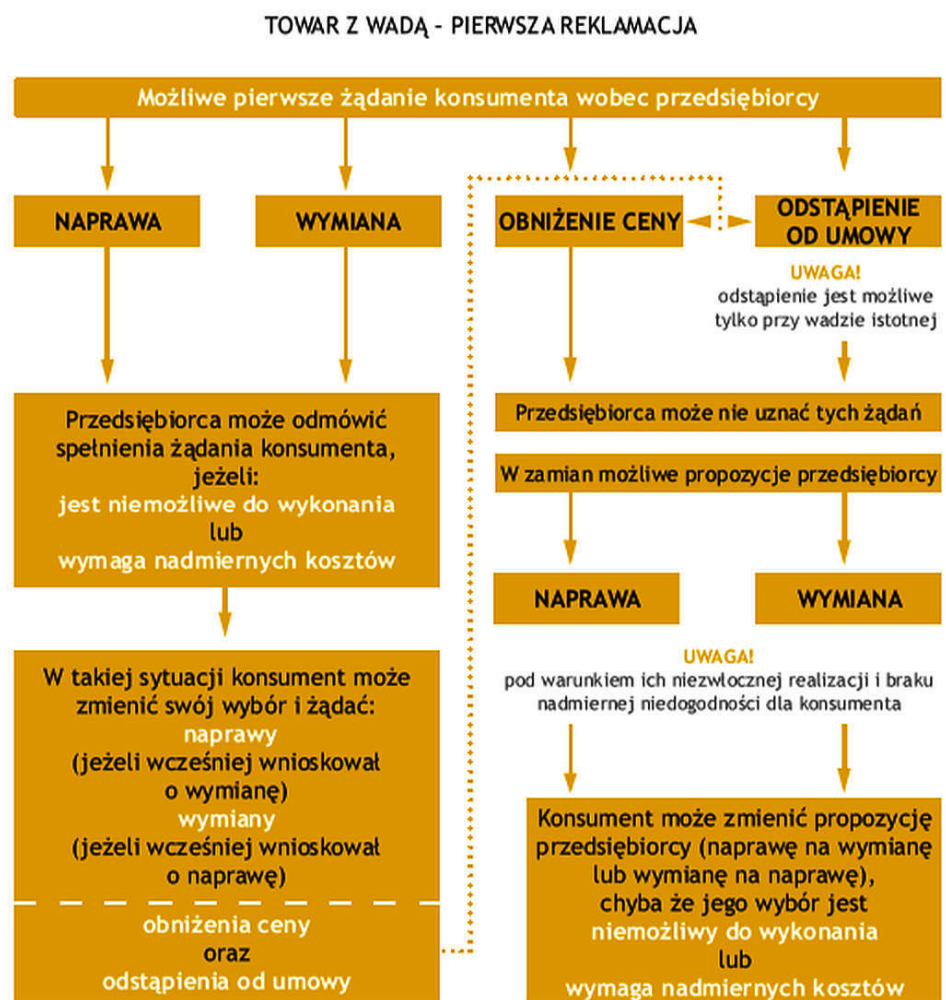 TOWAR Z WADĄ - PIERWSZA REKLAMACJA
Możliwe pierwsze żądanie konsumenta wobec przedsiębiorcy
NAPRAWA
WYMIANA
OBNIŻENIE CENY
ODSTĄPIENIE
OD UMOWY
UWAGA!
odstąpienie jest możliwe
tylko przy wadzie istotnej
Przedsiębiorca może odmówić
spełnienia żądania konsumenta,
jeżeli:
jest niemożliwe do wykonania
lub
wymaga nadmiernych kosztów
W takiej sytuacji konsument może
zmienić swój wybór i żądać:
naprawy
(jeżeli wcześniej wnioskował
o wymianę)
wymiany
(jeżeli wcześniej wnioskował
o naprawę)
obniżenia ceny
oraz
odstąpienia od umowy
Przedsiębiorca może nie uznać tych żądań
W zamian możliwe propozycje przedsiębiorcy
NAPRAWA
WYMIANA
UWAGA!
pod warunkiem ich niezwłocznej realizacji i braku
nadmiernej niedogodności dla konsumenta
Konsument może zmienić propozycję
przedsiębiorcy (naprawę na wymianę
lub wymianę na naprawę),
chyba że jego wybór jest
niemożliwy do wykonania
lub
wymaga nadmiernych kosztów